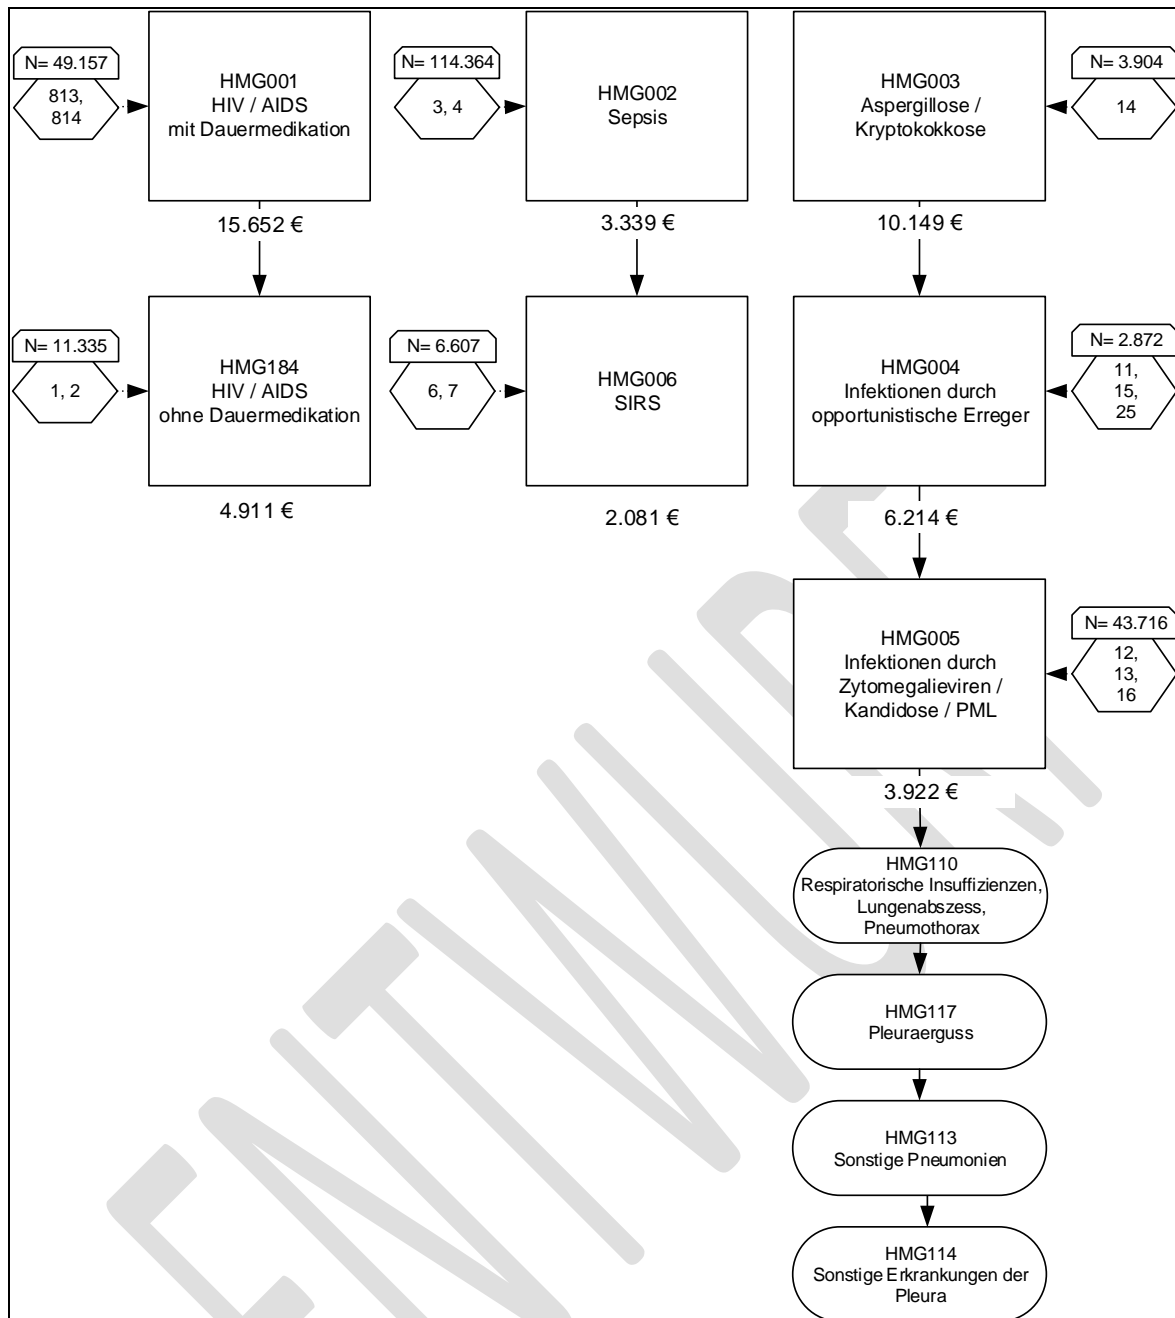 N= 49.157
813,
814
HMG001
HIV / AIDS
mit Dauermedikation
15.652 €
N= 11.335
1, 2
HMG184
HIV / AIDS
ohne Dauermedikation
4.911 €
N= 114.364
3, 4
HMG002
Sepsis
3.339 €
N= 6.607
6, 7
HMG006
SIRS
2.081 €
HMG003
Aspergillose /
Kryptokokkose
N= 3.904
14
10.149 €
HMG004
Infektionen durch
opportunistische Erreger
N= 2.872
11,
15,
25
6.214 €
HMG005
Infektionen durch
Zytomegalieviren /
Kandidose / PML
N= 43.716
12,
13,
16
3.922 €
HMG110
Respiratorische Insuffizienzen,
Lungenabszess,
Pneumothorax
HMG117
Pleuraerguss
HMG113
Sonstige Pneumonien
HMG114
Sonstige Erkrankungen der
Pleura
ENTWURF